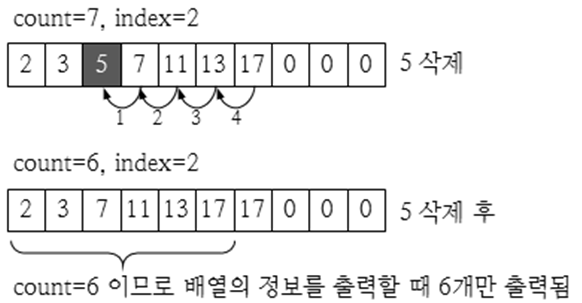 count=7, index=2
2 3 5 7 11 13 17 0 0 0 5 삭제
1 2 3 4
count=6, index=2
2 3 7 11 13 17 17 0 0 0 5 삭제 후
count=6 이므로 배열의 정보를 출력할 때 6개만 출력됨